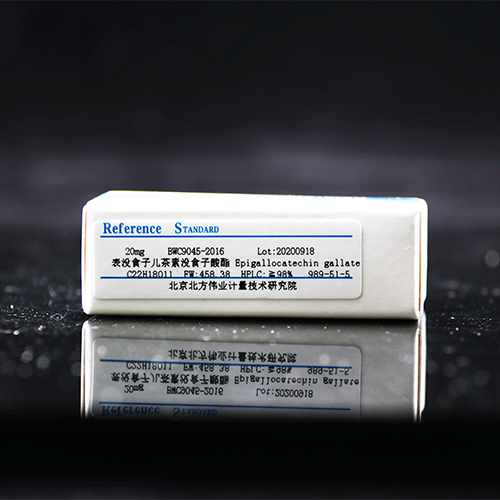 Reference STANDARD
20mg BWC9045-2016 Lot:20200918
表没食子儿茶素没食子酸酯 Epigallocatechin gallate
C22H18O11 FW:458.38 HPLC:≧98% 989-51-5
北京北方伟业计量技术研究院